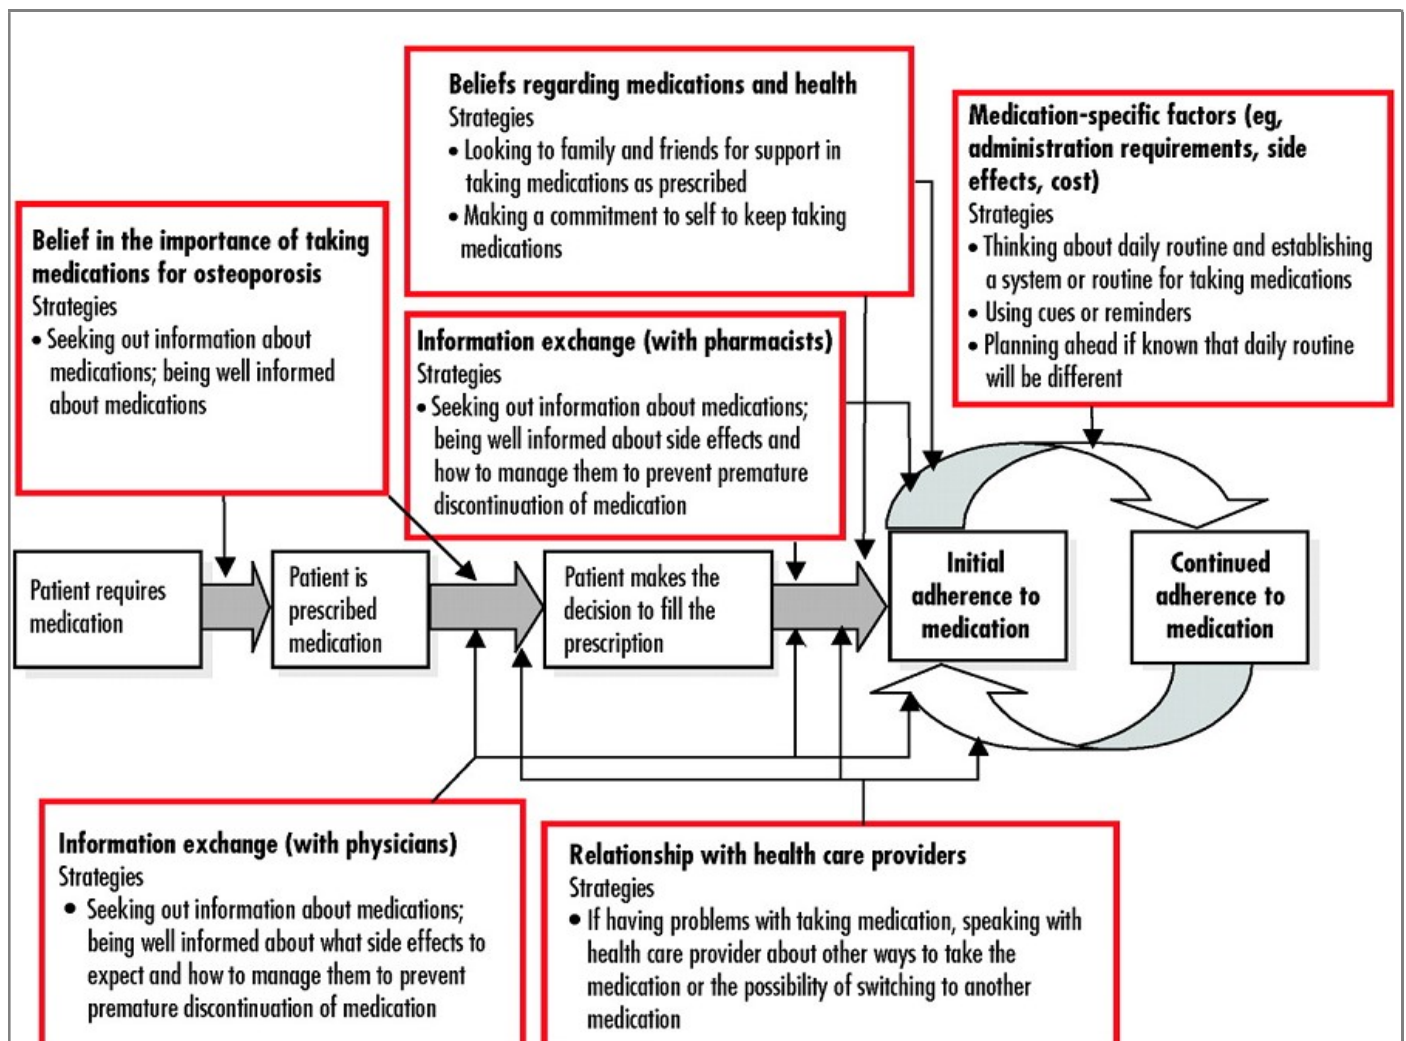 Beliefs regarding medications and health
Strategies
• Looking to family and friends for support in
taking medications as prescribed
• Making a commitment to self to keep taking
medications
Medication-specific factors (eg,
administration requirements, side
effects, cost)
Strategies
• Thinking about daily routine and establishing
a system or routine for taking medications
• Using cues or reminders
• Planning ahead if known that daily routine
will be different
Belief in the importance of taking
medications for osteoporosis
Strategies
• Seeking out information about
medications; being well informed
about medications
Information exchange (with pharmacists)
Strategies
• Seeking out information about medications;
being well informed about side effects and
how to manage them to prevent premature
discontinuation of medication
Patient requires
medication
Patient is
prescribed
medication
Patient makes the
decision to fill the
prescription
Initial
adherence to
medication
Continued
adherence to
medication
Information exchange (with physicians)
Strategies
• Seeking out information about medications;
being well informed about what side effects to
expect and how to manage them to prevent
premature discontinuation of medication
Relationship with health care providers
Strategies
• If having problems with taking medication, speaking with
health care provider about other ways to take the
medication or the possibility of switching to another
medication